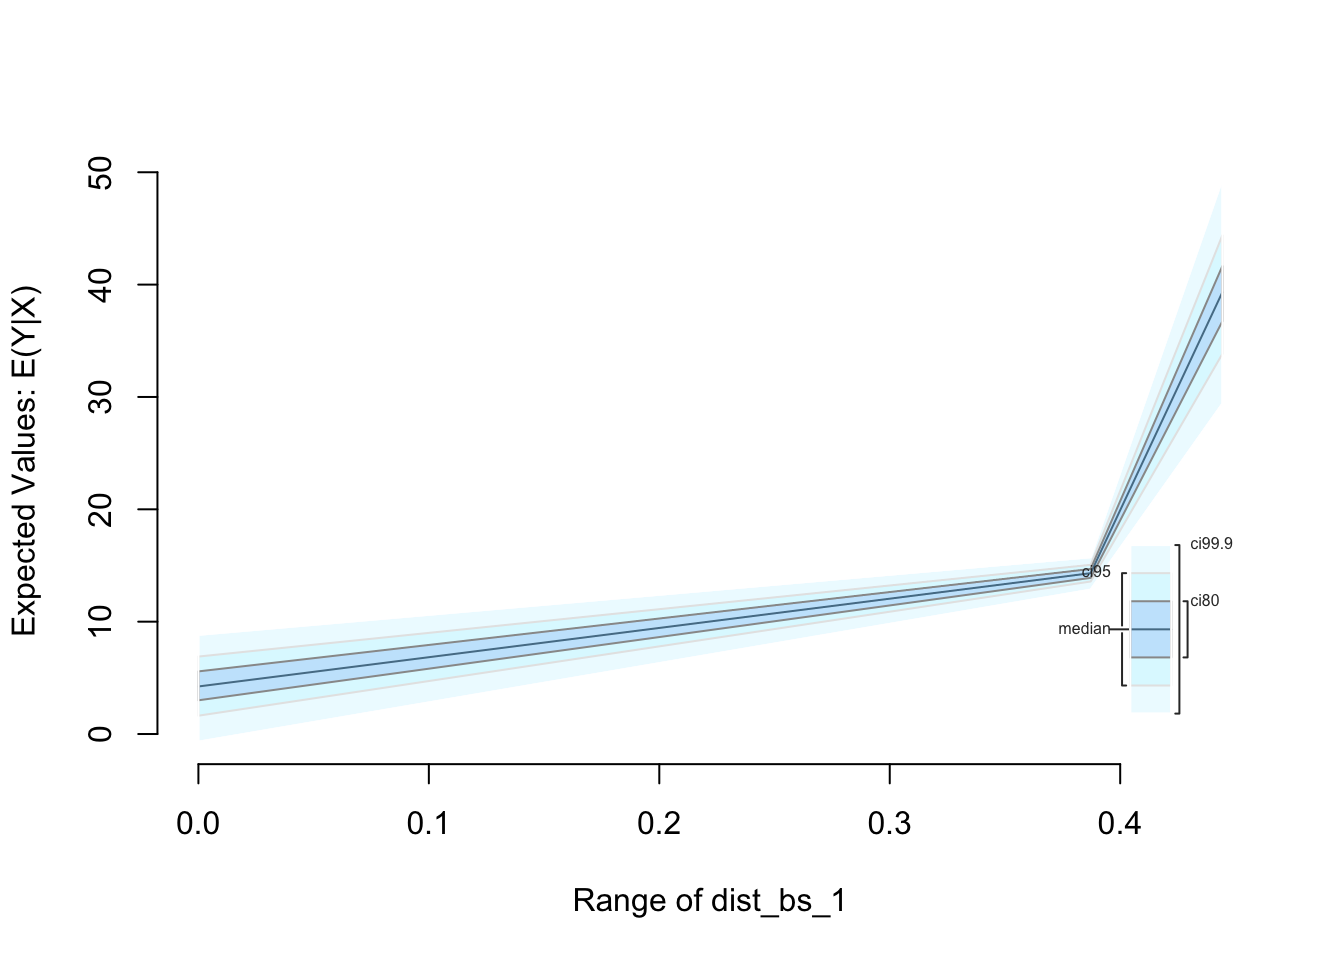 Expected Values: E(Y|X)
50
40
30
20
10
0
ci99.9
ci95
ci80
median
0.0 0.1 0.2 0.3 0.4
Range of dist_bs_1